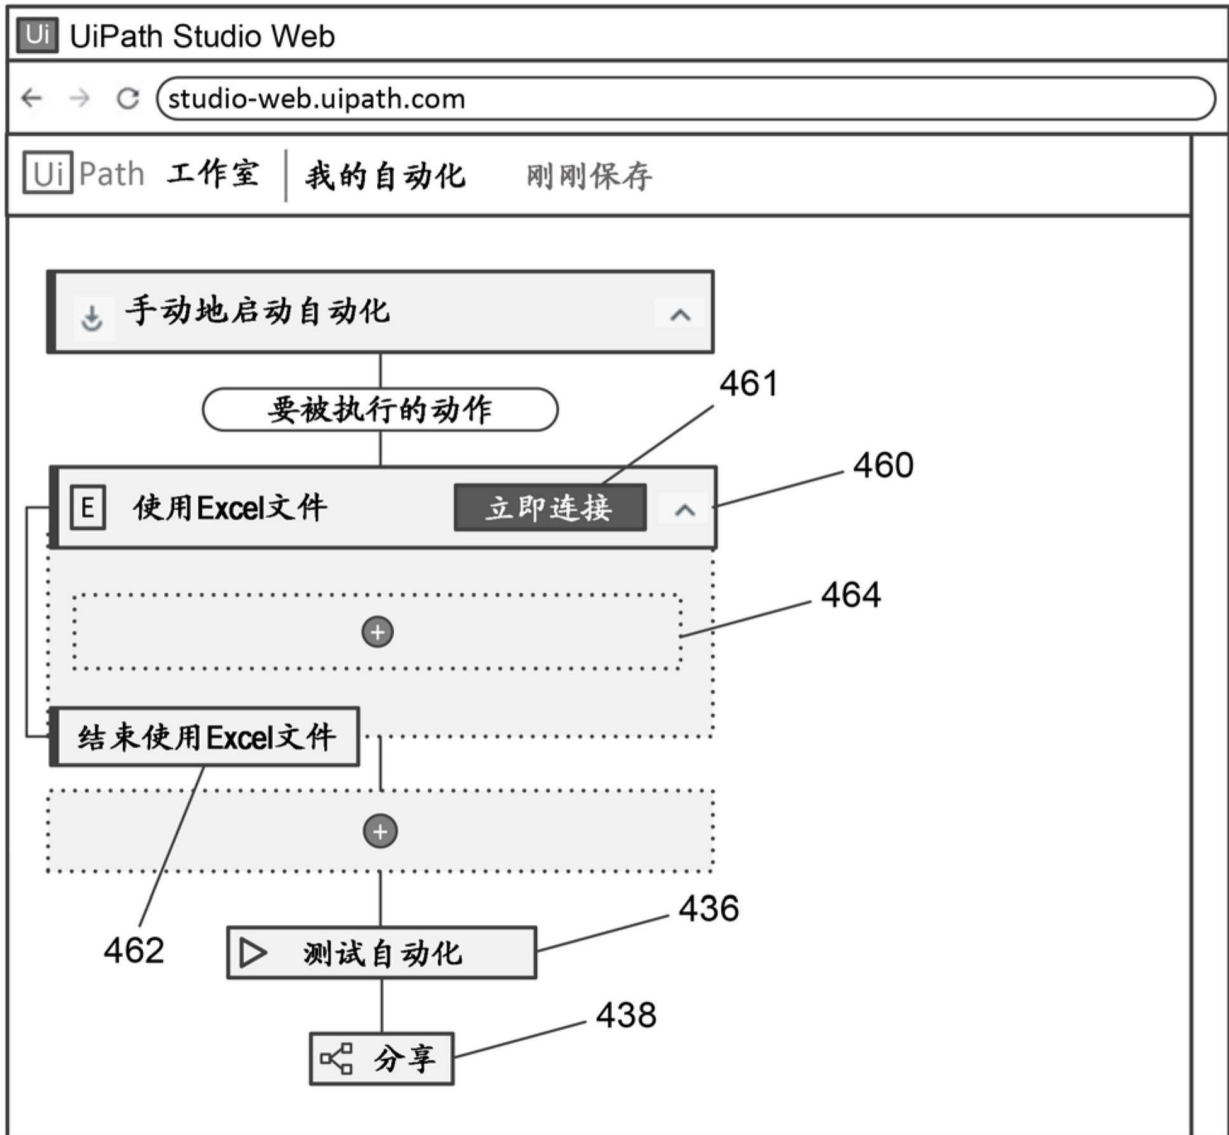 Ui UiPath Studio Web
studio-web.uipath.com
UiPath 工作室 我的自动化 刚刚保存
手动地启动自动化
461
要被执行的动作
460
E 使用Excel文件 立即连接
464
结束使用Excel文件
436
462
测试自动化
438
分享